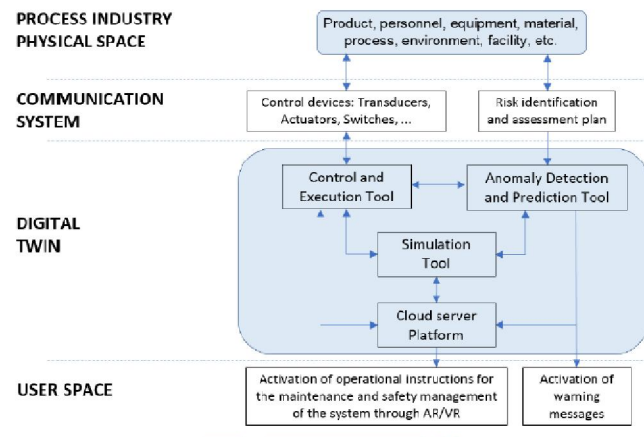 PROCESS INDUSTRY
PHYSICAL SPACE
Product, personnel, equipment, material,
process, environment, facility, etc.
COMMUNICATION
SYSTEM
Control devices: Transducers,
Actuators, Switches, ...
Risk identification
and assessment plan
DIGITAL
TWIN
Control and
Execution Tool
Anomaly Detection
and Prediction Tool
Simulation
Tool
Cloud server
Platform
USER SPACE
Activation of operational instructions for
the maintenance and safety management
of the system through AR/VR
Activation of
warning
messages